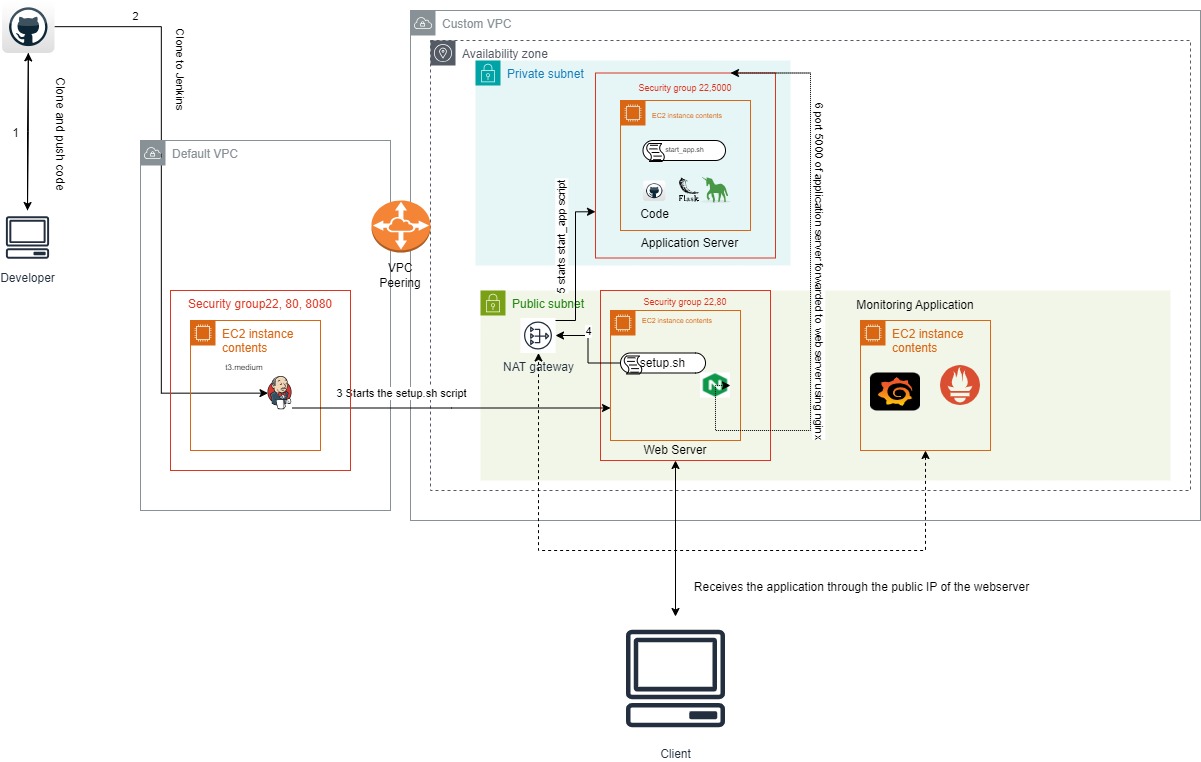 2
Clone to Jenkins
Clone and push code
1
Developer
Default VPC
Security group22, 80, 8080
EC2 instance
contents
t3.medium
VPC
Peering
3 Starts the setup.sh script
Custom VPC
Availability zone
Private subnet
Security group 22,5000
EC2 instance contents
start_app.sh
Flask
Code
Application Server
5 starts start_app script
6 port 5000 of application server forwarded to web server using nginx
Public subnet
NAT gateway
4
Security group 22,80
EC2 instance contents
setup.sh
N
Web Server
Monitoring Application
EC2 instance
contents
Receives the application through the public IP of the webserver
Client